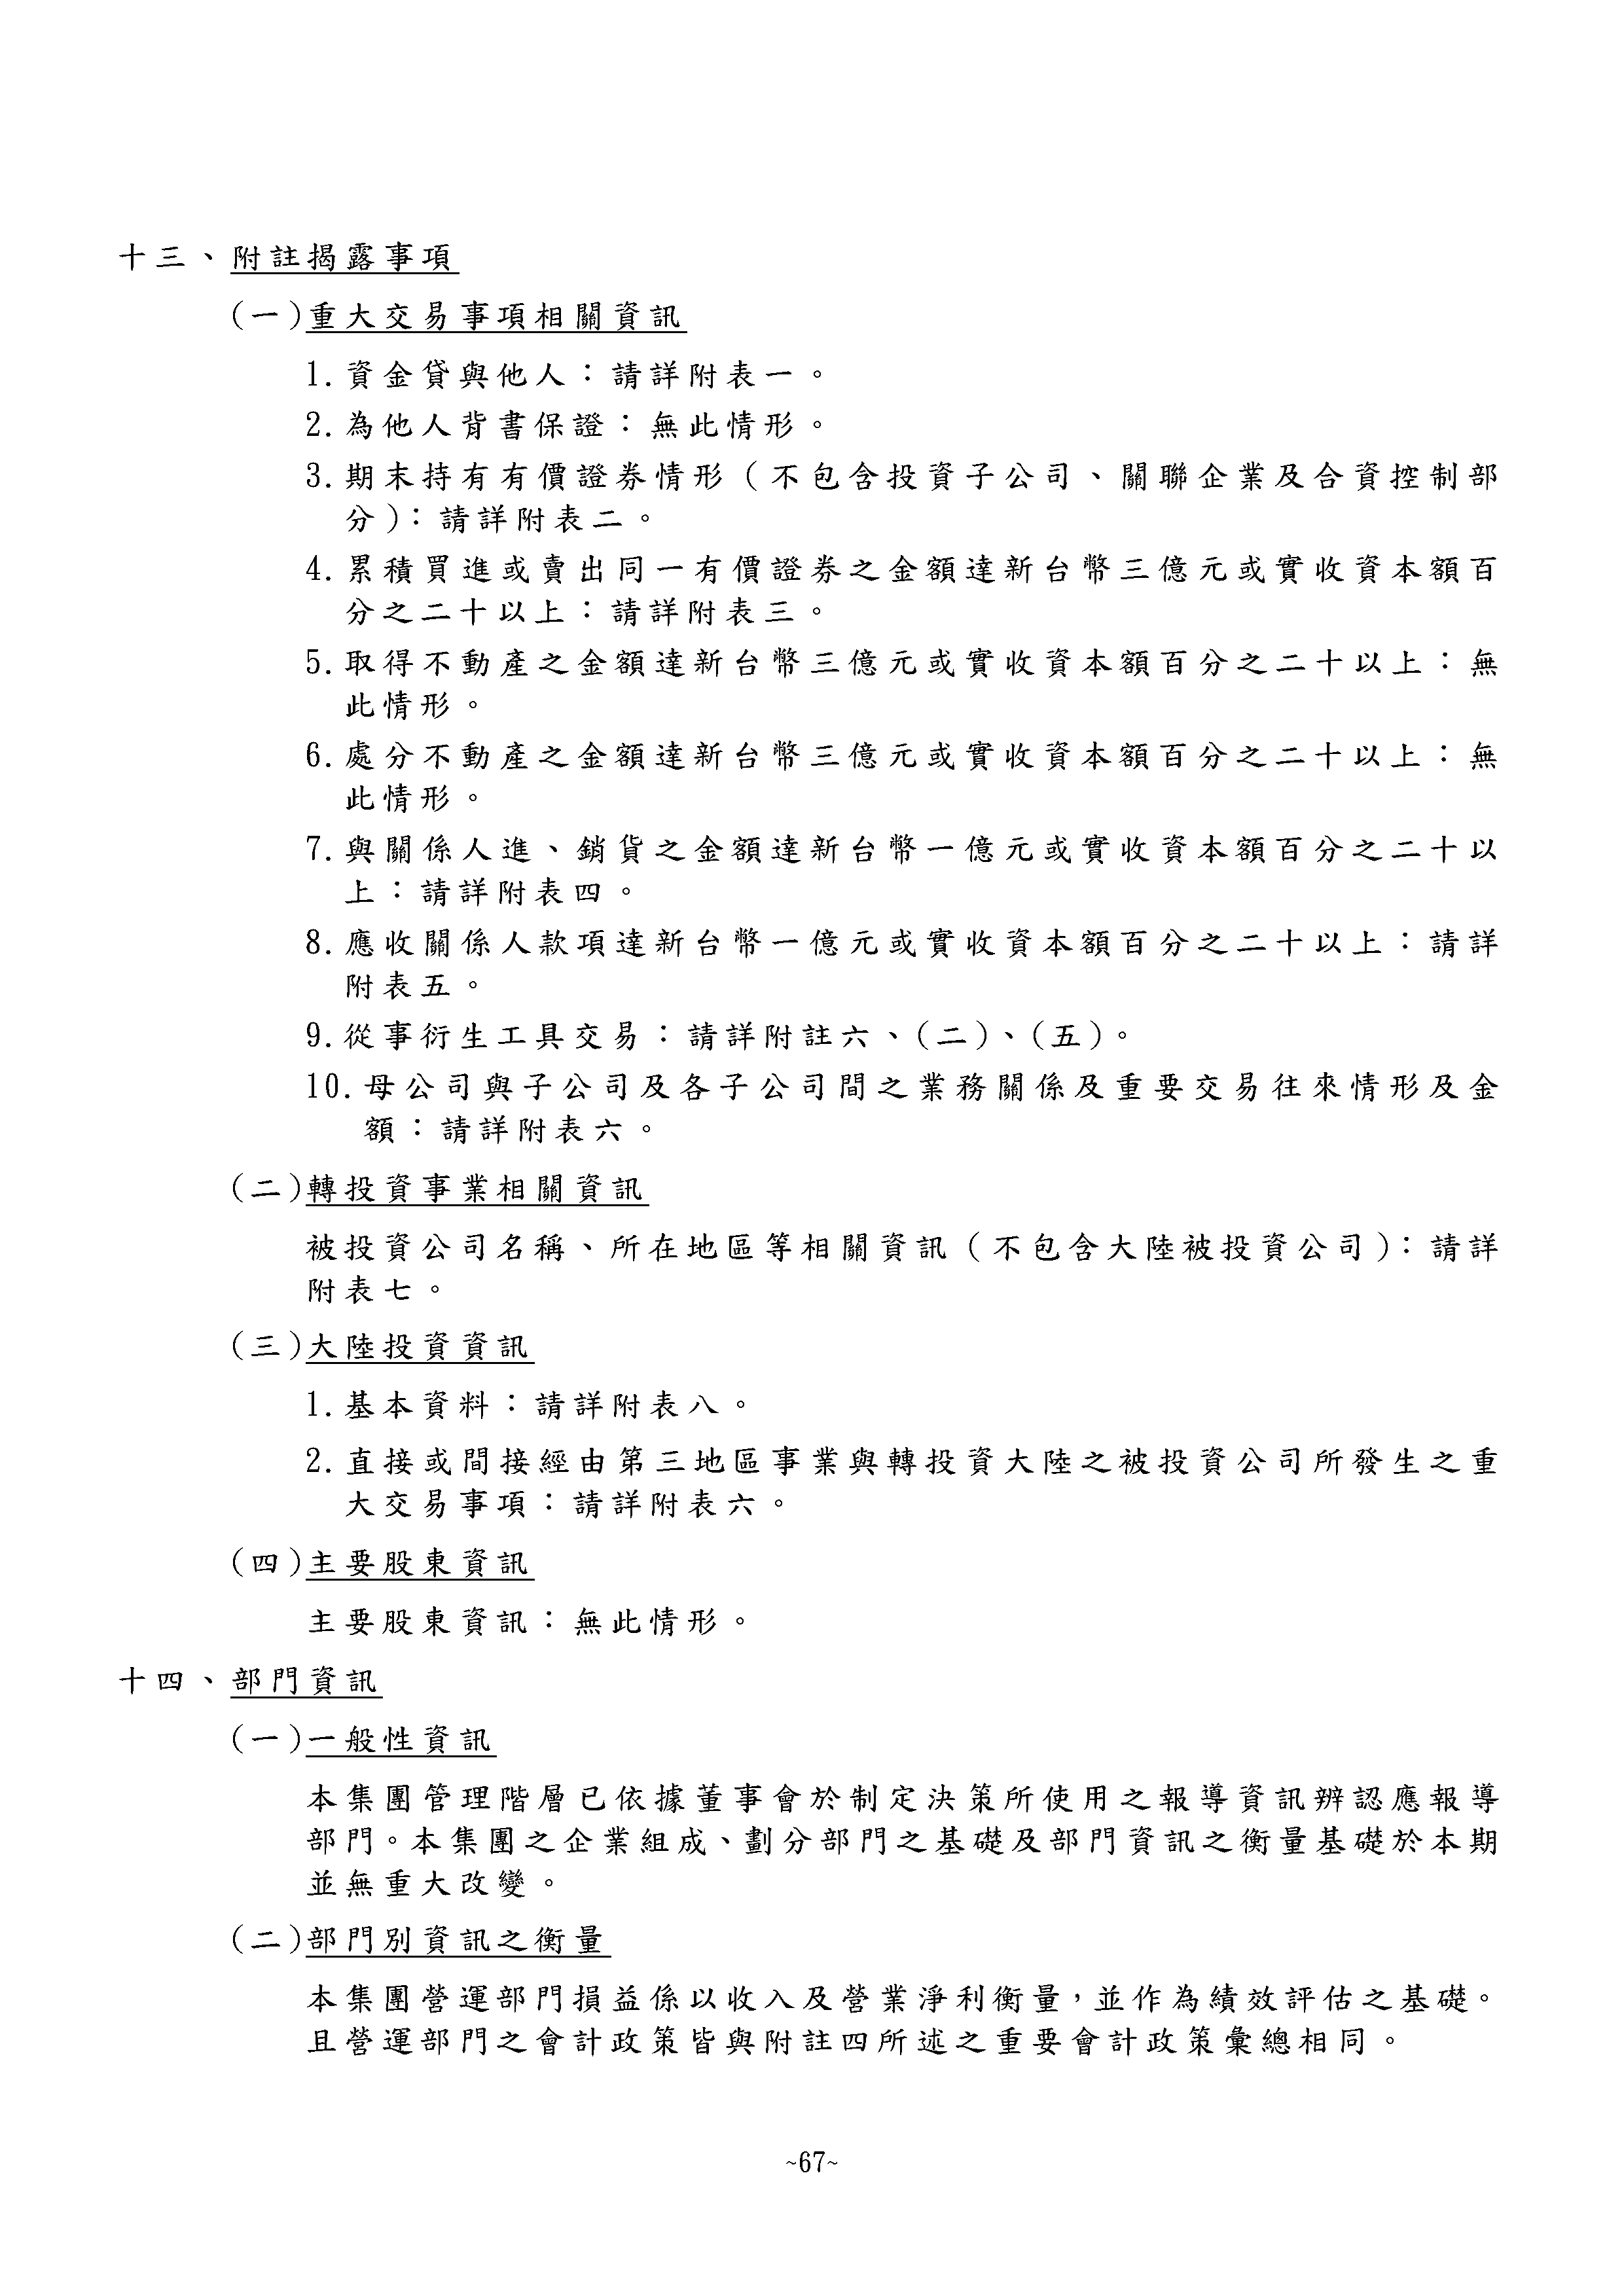 十三、附註揭露事項
(一)重大交易事項相關資訊
1.資金貸與他人：請詳附表一。
2.為他人背書保證：無此情形。
3.期末持有有價證券情形（不包含投資子公司、關聯企業及合資控制部
分)：請詳附表二。
4.累積買進或賣出同一有價證券之金額達新台幣三億元或實收資本額百
分之二十以上：請詳附表三。
5.取得不動產之金額達新台幣三億元或實收資本額百分之二十以上：無
此情形。
6.處分不動產之金額達新台幣三億元或實收資本額百分之二十以上：無
此情形。
7.與關係人進、銷貨之金額達新台幣一億元或實收資本額百分之二十以
上：請詳附表四。
8.應收關係人款項達新台幣一億元或實收資本額百分之二十以上：請詳
附表五。
9.從事衍生工具交易：請詳附註六、(二)、(五)。
10.母公司與子公司及各子公司間之業務關係及重要交易往來情形及金
額：請詳附表六。
(二)轉投資事業相關資訊
被投資公司名稱、所在地區等相關資訊（不包含大陸被投資公司)：請詳
附表七。
(三)大陸投資資訊
1.基本資料：請詳附表八。
2.直接或間接經由第三地區事業與轉投資大陸之被投資公司所發生之重
大交易事項：請詳附表六。
(四)主要股東資訊
主要股東資訊：無此情形。
十四、部門資訊
(一)一般性資訊
本集團管理階層已依據董事會於制定決策所使用之報導資訊辨認應報導
部門。本集團之企業組成、劃分部門之基礎及部門資訊之衡量基礎於本期
並無重大改變。
(二)部門別資訊之衡量
本集團營運部門損益係以收入及營業淨利衡量，並作為績效評估之基礎。
且營運部門之會計政策皆與附註四所述之重要會計政策彙總相同。
~67~